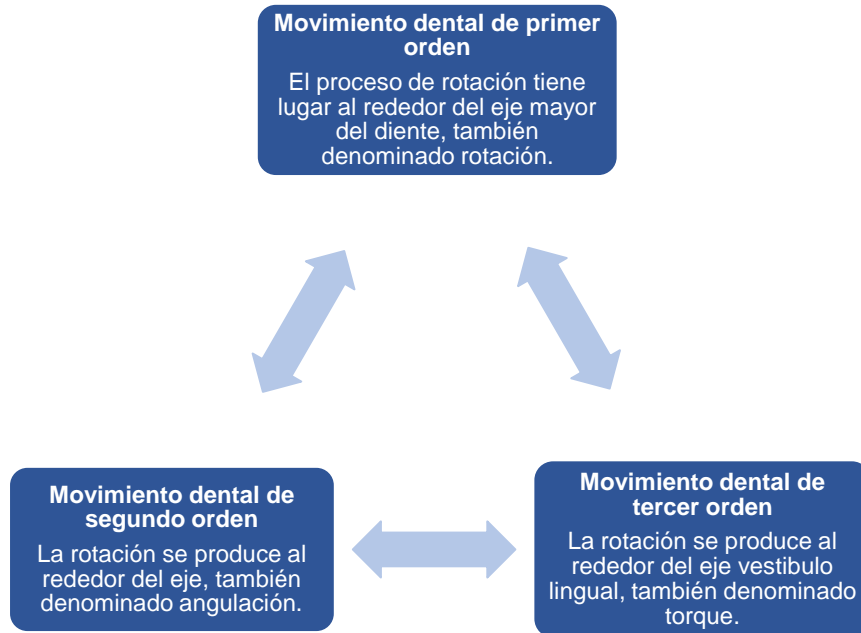 Movimiento dental de primer
orden
El proceso de rotación tiene
lugar al rededor del eje mayor
del diente, también
denominado rotación.
Movimiento dental de
segundo orden
La rotación se produce al
rededor del eje, también
denominado angulación.
Movimiento dental de
tercer orden
La rotación se produce al
rededor del eje vestibulo
lingual, también denominado
torque.